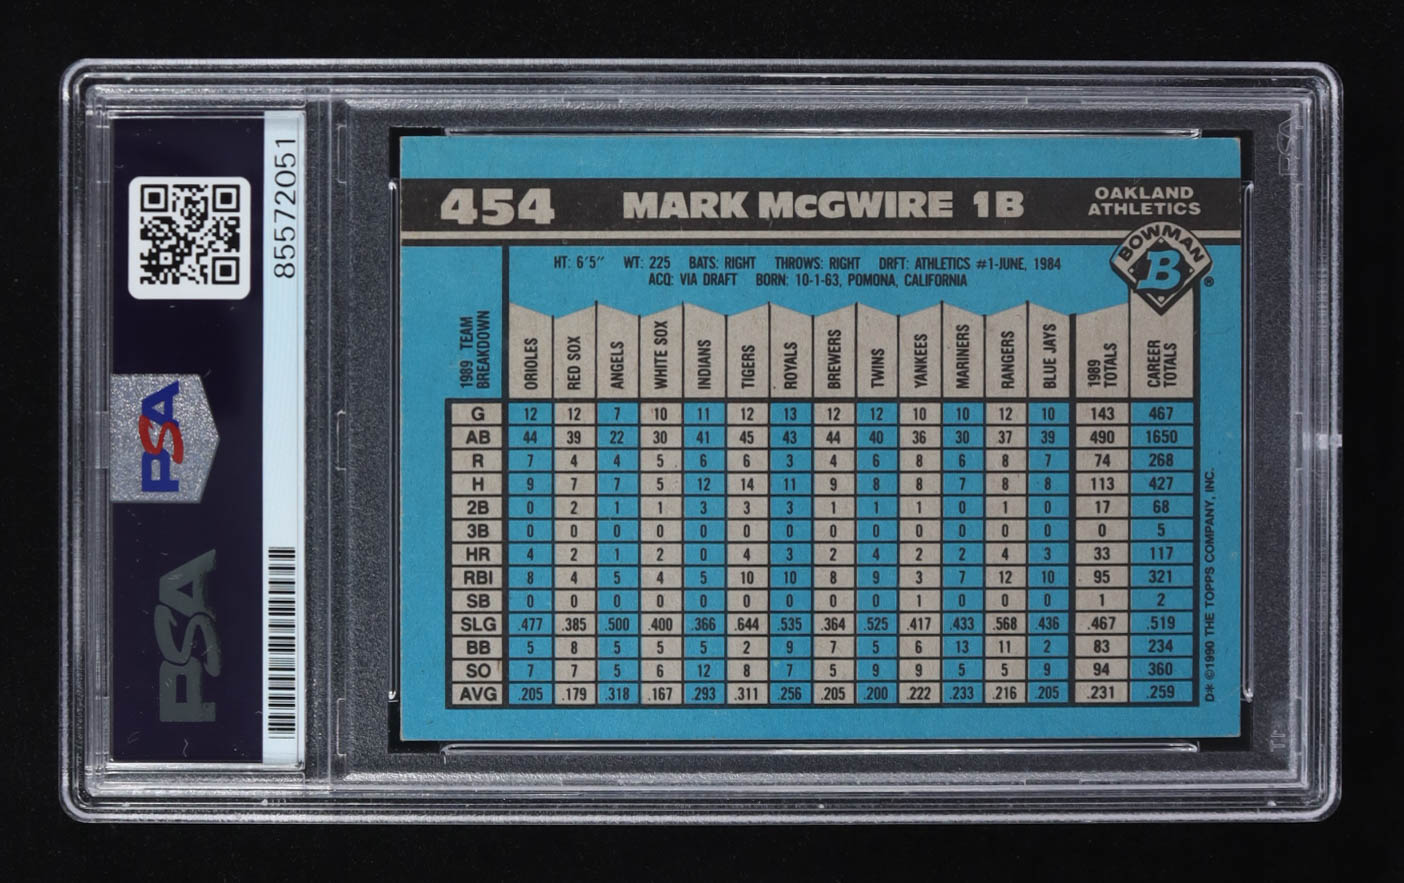 85572051
PSA
PSA
454 MARK McGWIRE 1B OAKLAND ATHLETICS
BOWMAN
B
®
HT: 6'5" WT: 225 BATS: RIGHT THROWS: RIGHT DRFT: ATHLETICS #1-JUNE, 1984
ACQ: VIA DRAFT BORN: 10-1-63, POMONA, CALIFORNIA
1989 TEAM BREAKDOWN ORIOLES RED SOX ANGELS WHITE SOX INDIANS TIGERS ROYALS BREWERS TWINS YANKEES MARINERS RANGERS BLUE JAYS 1989 TOTALS CAREER TOTALS
G 12 12 7 10 11 12 13 12 12 10 10 12 10 143 467
AB 44 39 22 30 41 45 43 44 40 36 30 37 39 490 1650
R 7 4 4 5 6 6 3 4 6 8 6 8 7 74 268
H 9 7 7 5 12 14 11 9 8 8 7 8 8 113 427
2B 0 2 1 1 3 3 3 1 1 1 0 1 0 17 68
3B 0 0 0 0 0 0 0 0 0 0 0 0 0 0 5
HR 4 2 1 2 0 4 3 2 4 2 2 4 3 33 117
RBI 8 4 5 4 5 10 10 8 9 3 7 12 10 95 321
SB 0 0 0 0 0 0 0 0 0 1 0 0 0 1 2
SLG .477 .385 .500 .400 .366 .644 .535 .364 .525 .417 .433 .568 .436 .467 .519
BB 5 8 5 5 5 2 9 7 5 6 13 11 2 83 234
SO 7 7 5 6 12 8 7 5 9 9 5 5 9 94 360
AVG .205 .179 .318 .167 .293 .311 .256 .205 .200 .222 .233 .216 .205 .231 .259
D* ©1990 THE TOPPS COMPANY, INC.